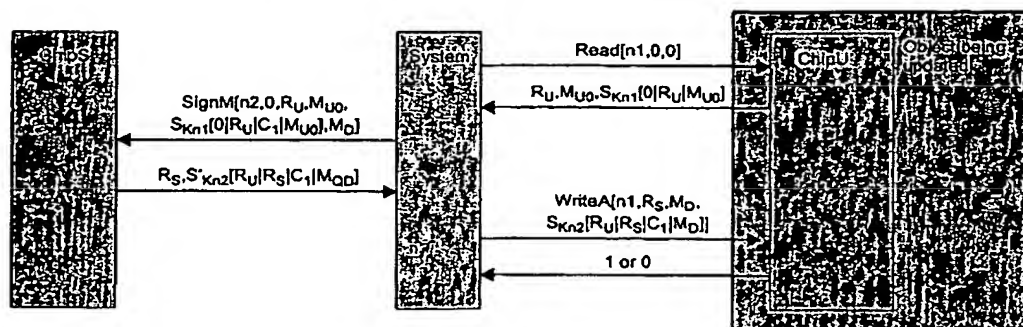 ChipS
System
ChipU
Object being
updated
Read[n1,0,0]
R_U,M_U0,S_Kn1[0|R_U|M_U0]
SignM[n2,0,R_U,M_U0,
S_Kn1[0|R_U|C_1|M_U0],M_D]
R_S,S'_Kn2[R_U|R_S|C_1|M_QD]
WriteA[n1,R_S,M_D,
S_Kn2[R_U|R_S|C_1|M_D]]
1 or 0